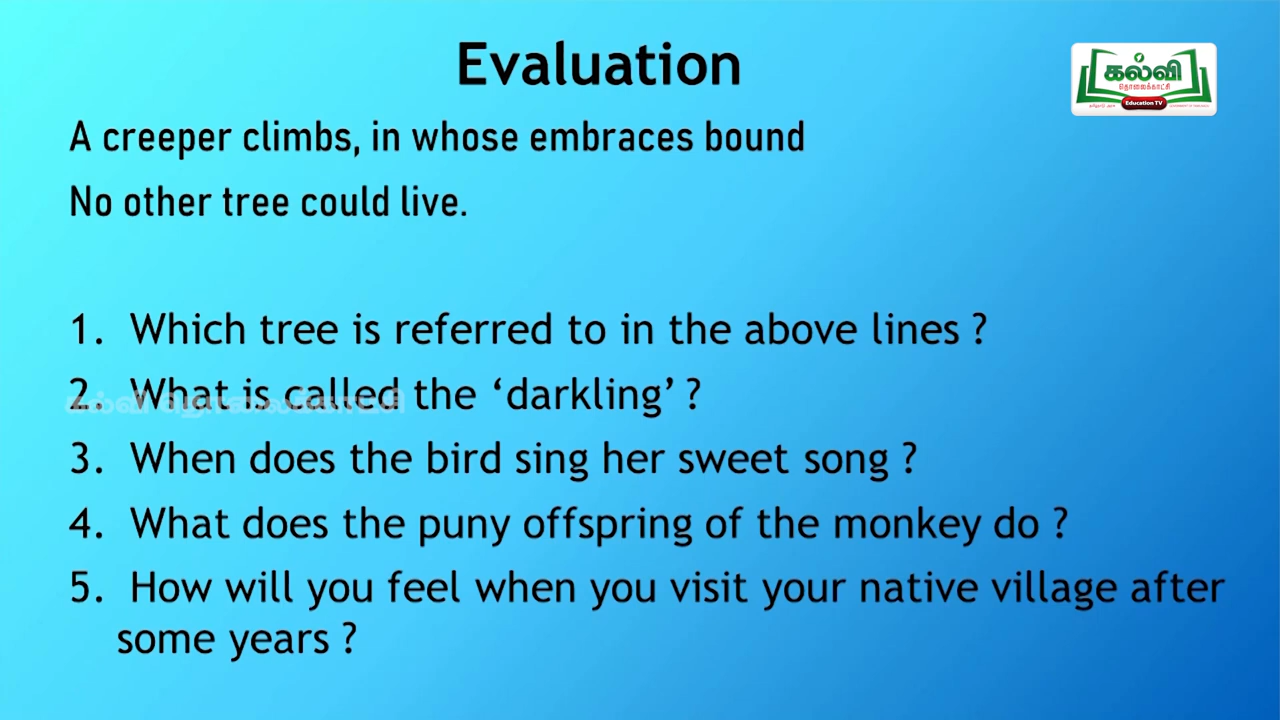 Evaluation
கல்வி
தொலைக்காட்சி
Education TV
A creeper climbs, in whose embraces bound
No other tree could live.
1. Which tree is referred to in the above lines ?
2. What is called the ‘darkling’ ?
கல்வி தொலைக்காட்சி
3. When does the bird sing her sweet song ?
4. What does the puny offspring of the monkey do ?
5. How will you feel when you visit your native village after
some years ?